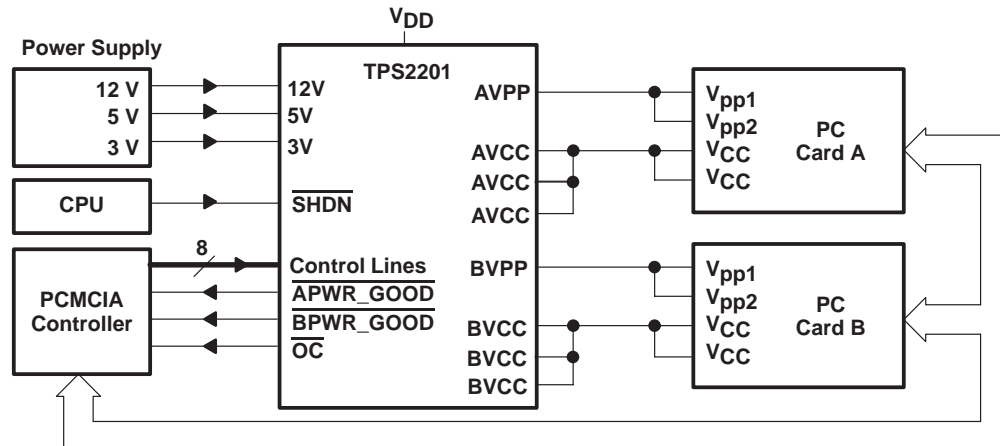 VDD
Power Supply
12 V
5 V
3 V
CPU
8
PCMCIA
Controller
TPS2201
12V
5V
3V
SHDN
Control Lines
APWR_GOOD
BPWR_GOOD
OC
AVPP
AVCC
AVCC
AVCC
BVPP
BVCC
BVCC
BVCC
Vpp1
Vpp2
VCC
VCC
PC
Card A
Vpp1
Vpp2
VCC
VCC
PC
Card B